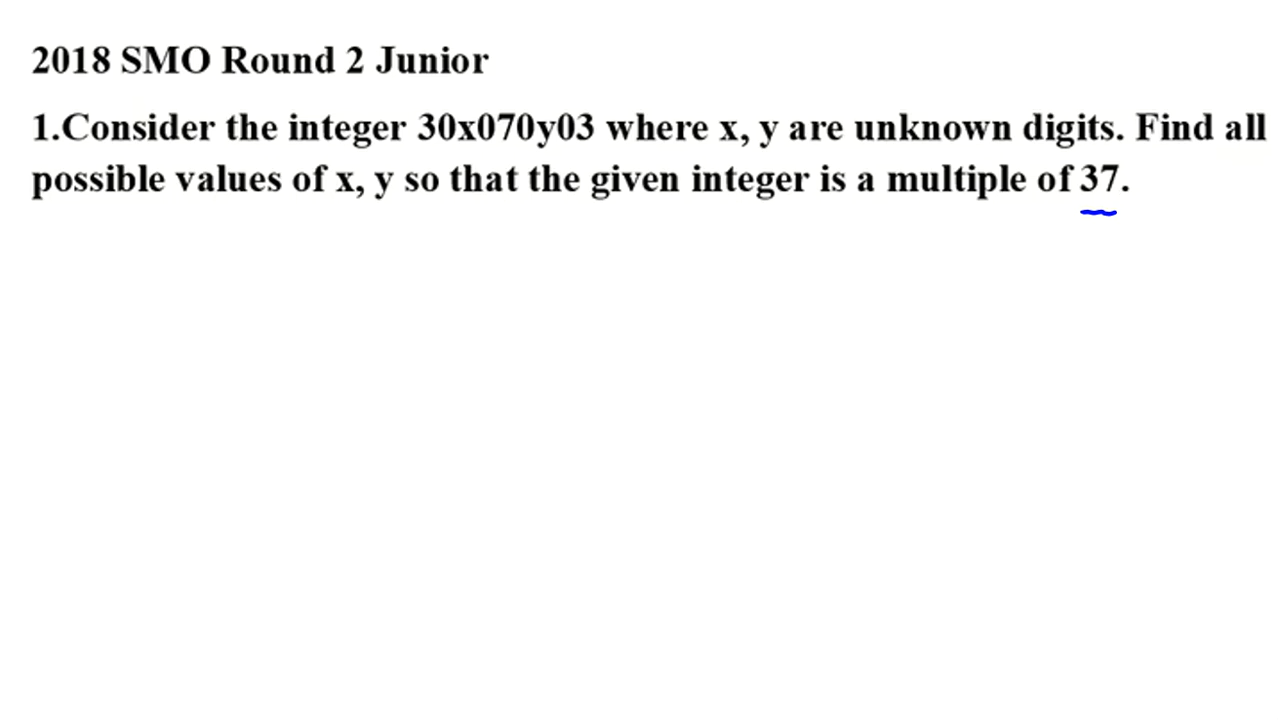 2018 SMO Round 2 Junior
1.Consider the integer 30x070y03 where x, y are unknown digits. Find all
possible values of x, y so that the given integer is a multiple of 37.